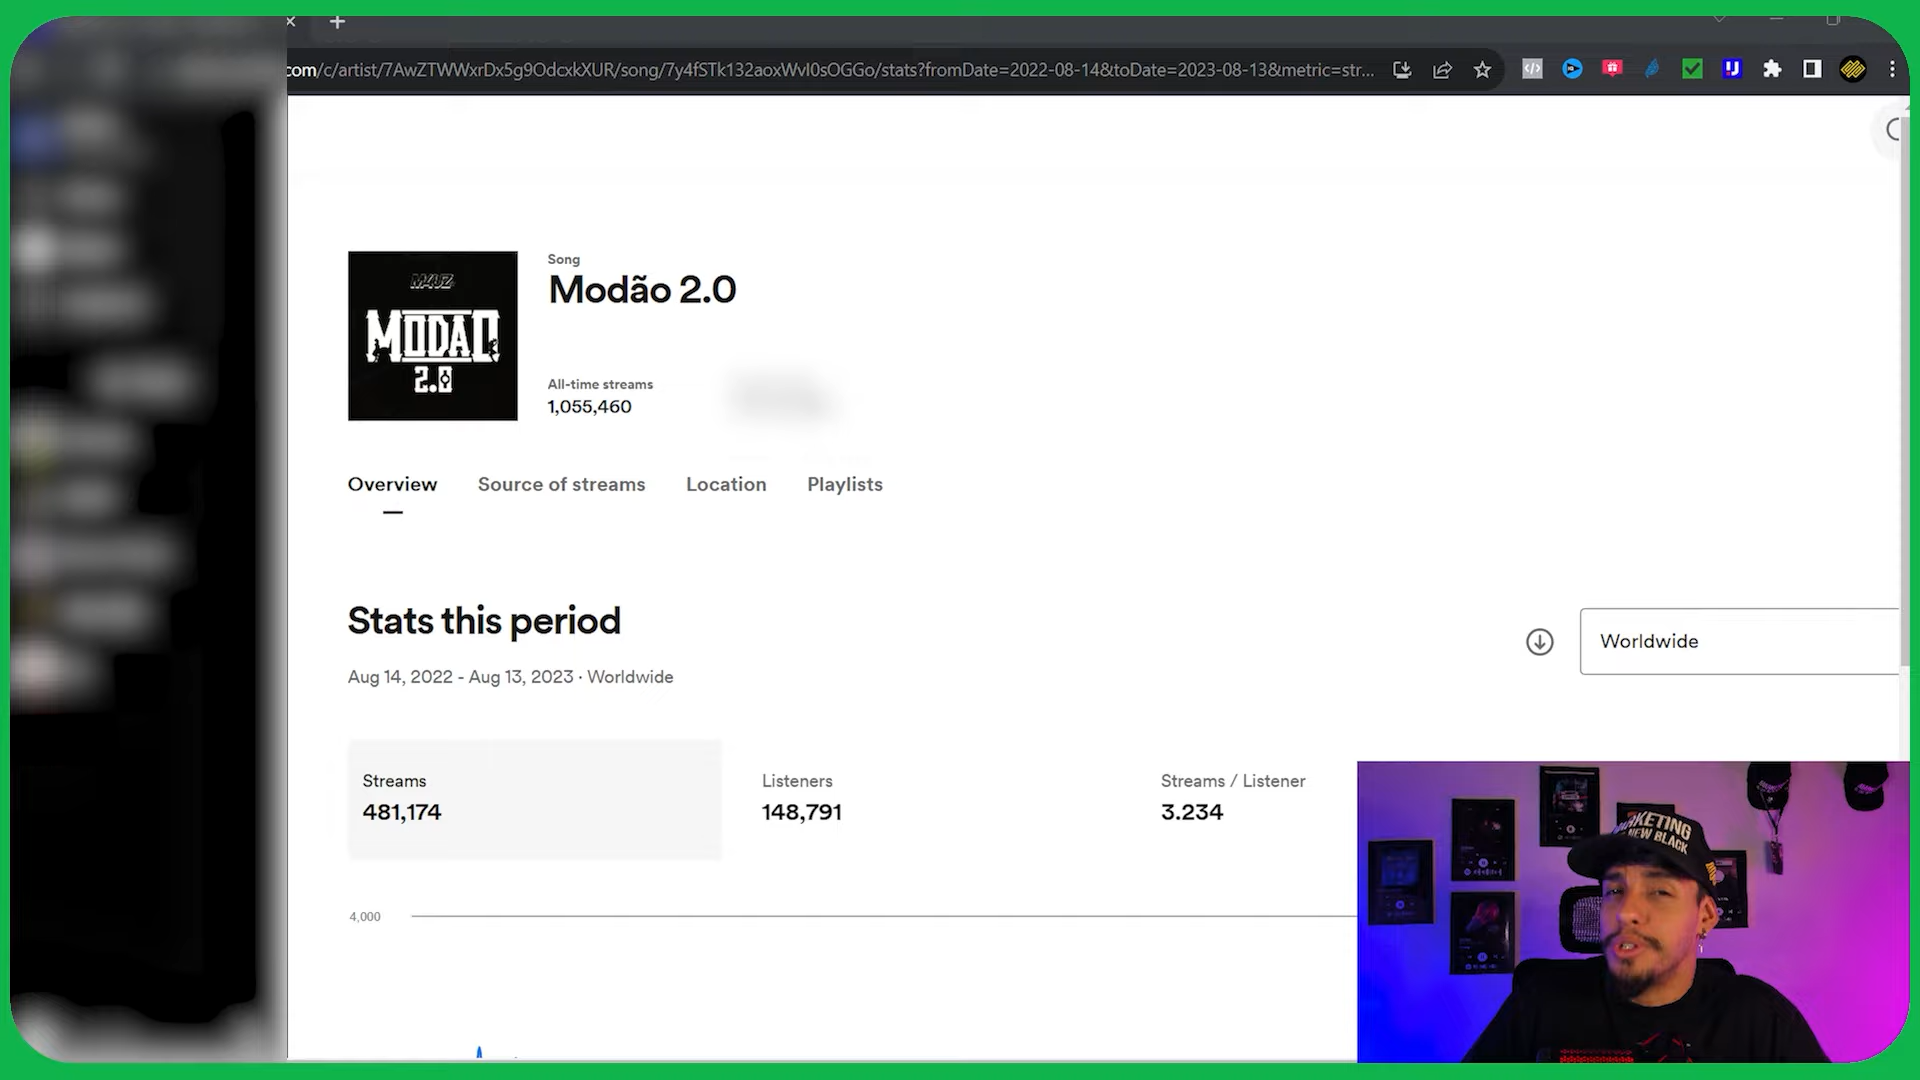 com/c/artist/7AwZTWWxrDx5g9OdcxkXUR/song/7y4fSTk132aoxWvI0sOGGo/stats?fromDate=2022-08-14&toDate=2023-08-13&metric=str...
M4UZ
MODAO
2.0
Song
Modão 2.0
All-time streams
1,055,460
Overview
Source of streams
Location
Playlists
Stats this period
Aug 14, 2022 - Aug 13, 2023 · Worldwide
Worldwide
Streams
481,174
Listeners
148,791
Streams / Listener
3.234
4,000
MARKETING
NEW BLACK